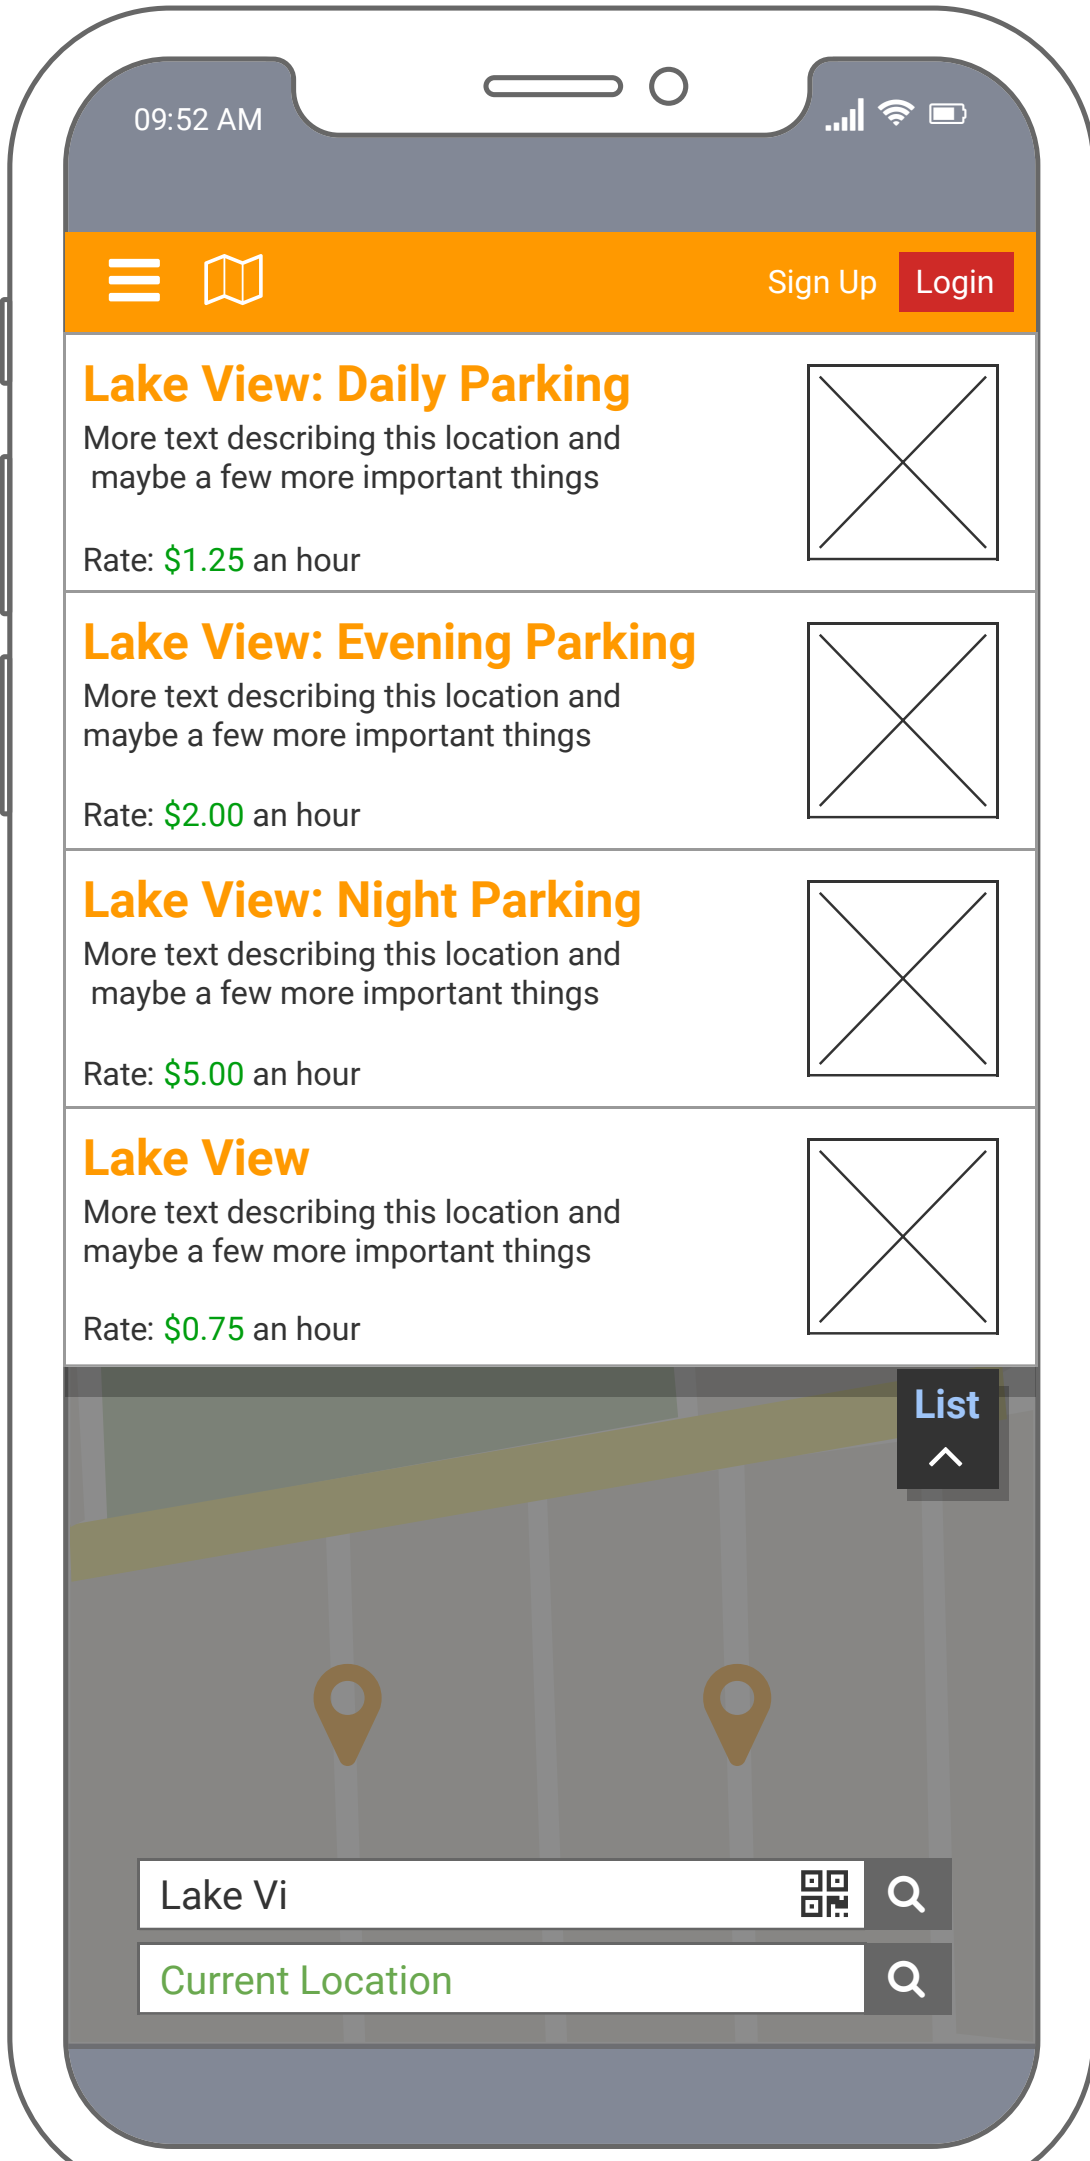 09:52 AM
Sign Up Login
Lake View: Daily Parking
More text describing this location and
maybe a few more important things
Rate: $1.25 an hour
Lake View: Evening Parking
More text describing this location and
maybe a few more important things
Rate: $2.00 an hour
Lake View: Night Parking
More text describing this location and
maybe a few more important things
Rate: $5.00 an hour
Lake View
More text describing this location and
maybe a few more important things
Rate: $0.75 an hour
List
Lake Vi
Current Location